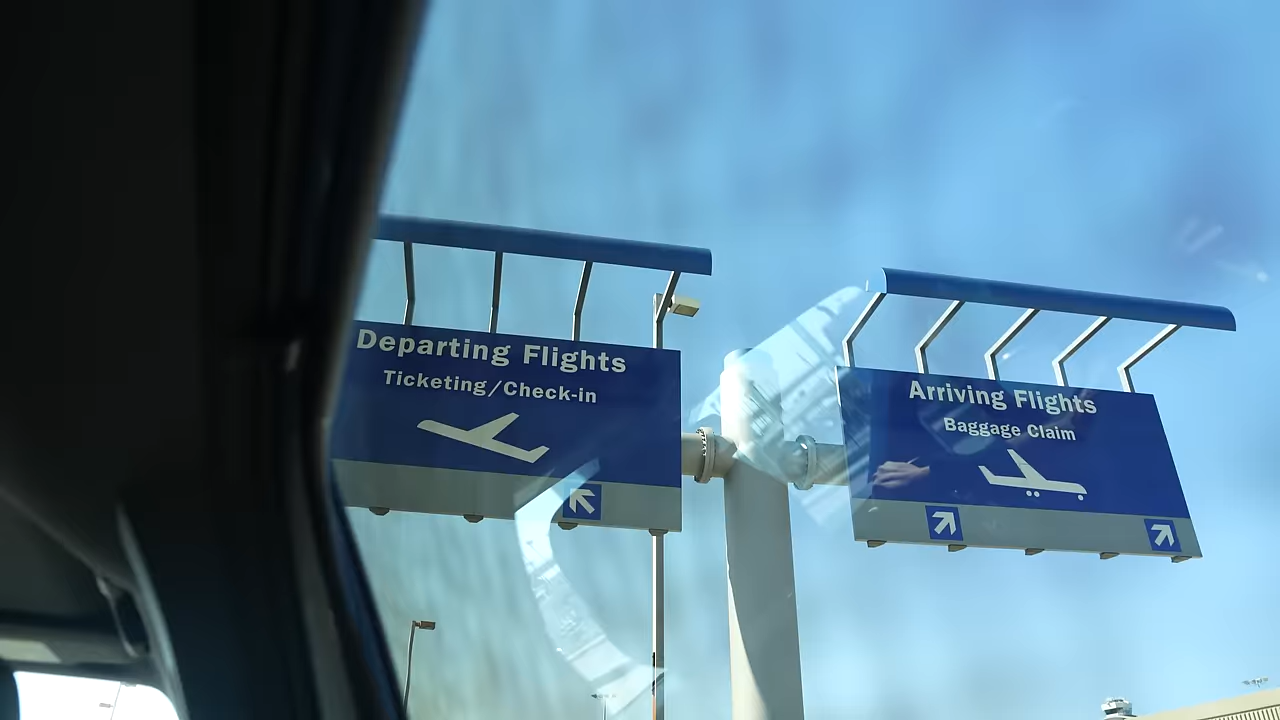 Departing Flights
Ticketing/Check-in
Arriving Flights
Baggage Claim